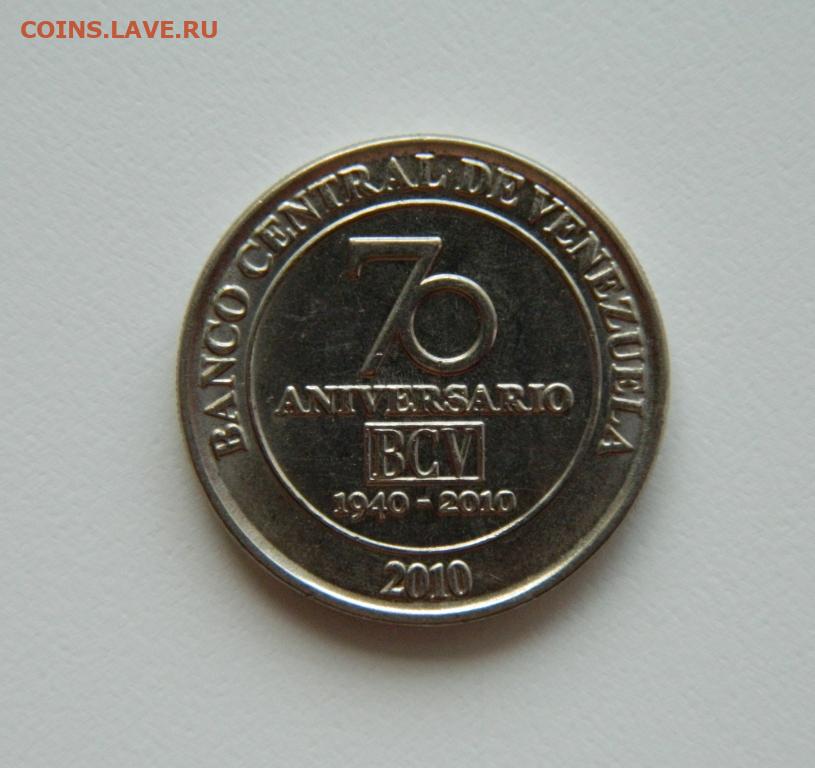 COINS.LAVE.RU
BANCO CENTRAL DE VENEZUELA
70
ANIVERSARIO
BCV
1940 - 2010
2010